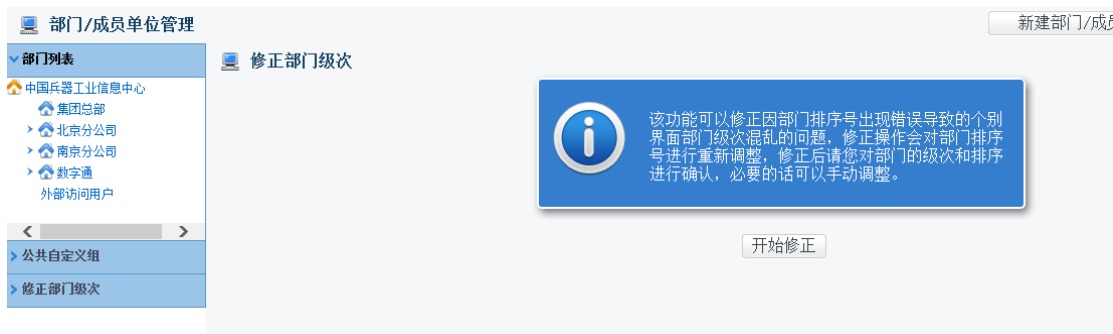 部门/成员单位管理
新建部门/成员
部门列表
中国兵器工业信息中心
集团总部
北京分公司
南京分公司
数字通
外部访问用户
公共自定义组
修正部门级次
修正部门级次
该功能可以修正因部门排序号出现错误导致的个别
界面部门级次混乱的问题，修正操作会对部门排序
号进行重新调整，修正后请您对部门的级次和排序
进行确认，必要的话可以手动调整。
开始修正